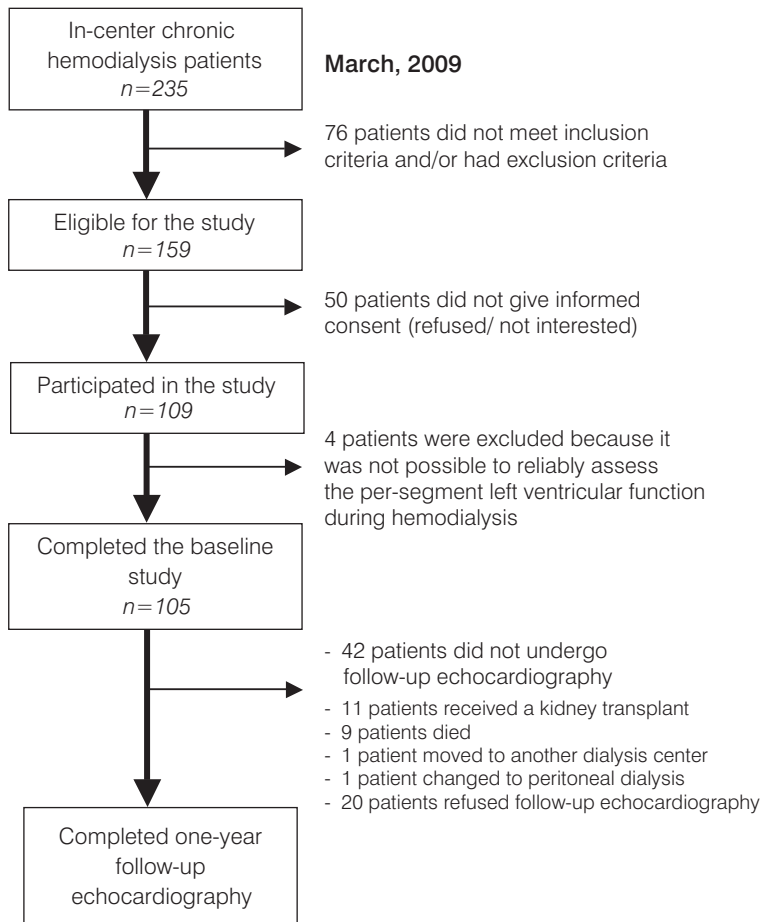 In-center chronic
hemodialysis patients
n=235
March, 2009
76 patients did not meet inclusion
criteria and/or had exclusion criteria
Eligible for the study
n=159
50 patients did not give informed
consent (refused/ not interested)
Participated in the study
n=109
4 patients were excluded because it
was not possible to reliably assess
the per-segment left ventricular function
during hemodialysis
Completed the baseline
study
n=105
- 42 patients did not undergo
follow-up echocardiography
- 11 patients received a kidney transplant
- 9 patients died
- 1 patient moved to another dialysis center
- 1 patient changed to peritoneal dialysis
- 20 patients refused follow-up echocardiography
Completed one-year
follow-up
echocardiography